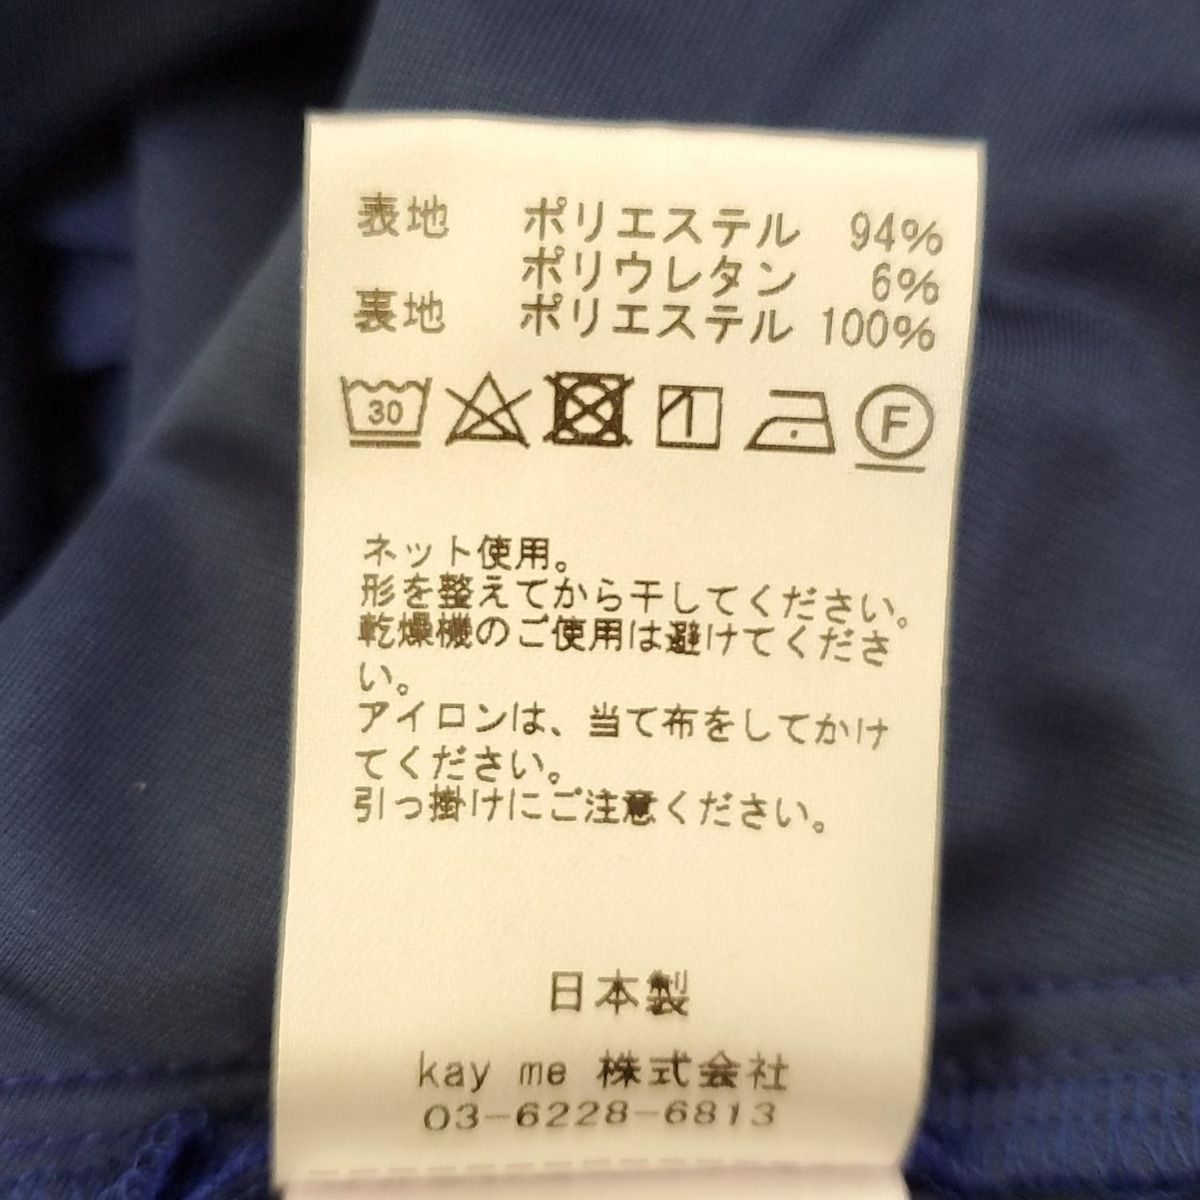 表地 ポリエステル 94%
ポリウレタン 6%
裏地 ポリエステル 100%
30 F
ネット使用。
形を整えてから干してください。
乾燥機のご使用は避けてくださ
い。
アイロンは、当て布をしてかけ
てください。
引っ掛けにご注意ください。
日本製
kay me 株式会社
03-6228-6813